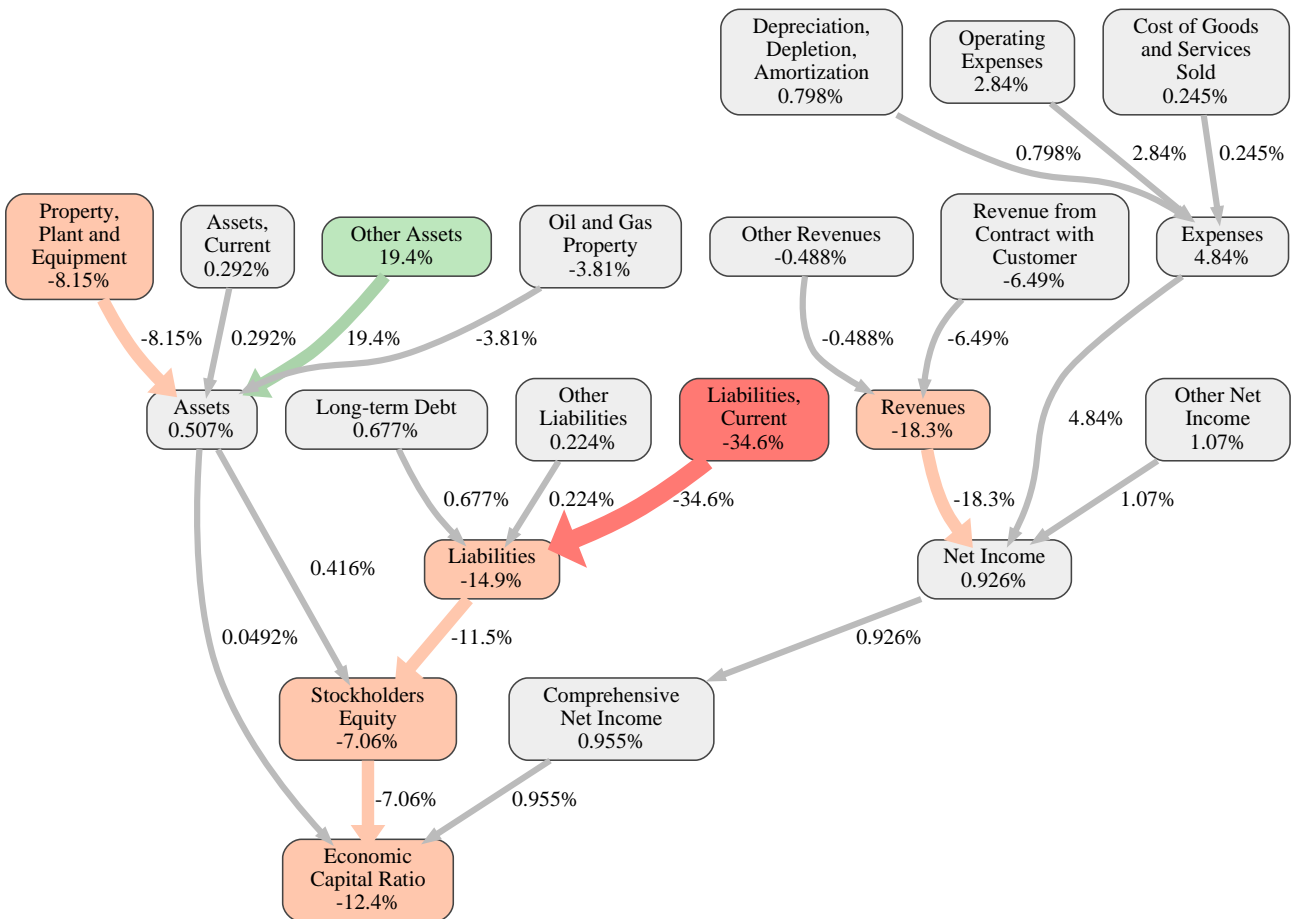 Depreciation,
Depletion,
Amortization
0.798%
Operating
Expenses
2.84%
Cost of Goods
and Services
Sold
0.245%
0.798%
2.84%
0.245%
Property,
Plant and
Equipment
-8.15%
Assets,
Current
0.292%
Other Assets
19.4%
Oil and Gas
Property
-3.81%
Other Revenues
-0.488%
Revenue from
Contract with
Customer
-6.49%
Expenses
4.84%
-8.15%
0.292%
19.4%
-3.81%
-0.488%
-6.49%
Assets
0.507%
Long-term Debt
0.677%
Other
Liabilities
0.224%
Liabilities,
Current
-34.6%
Revenues
-18.3%
4.84%
Other Net
Income
1.07%
0.677%
0.224%
-34.6%
-18.3%
1.07%
0.416%
Liabilities
-14.9%
Net Income
0.926%
0.0492%
-11.5%
0.926%
Stockholders
Equity
-7.06%
Comprehensive
Net Income
0.955%
-7.06%
0.955%
Economic
Capital Ratio
-12.4%